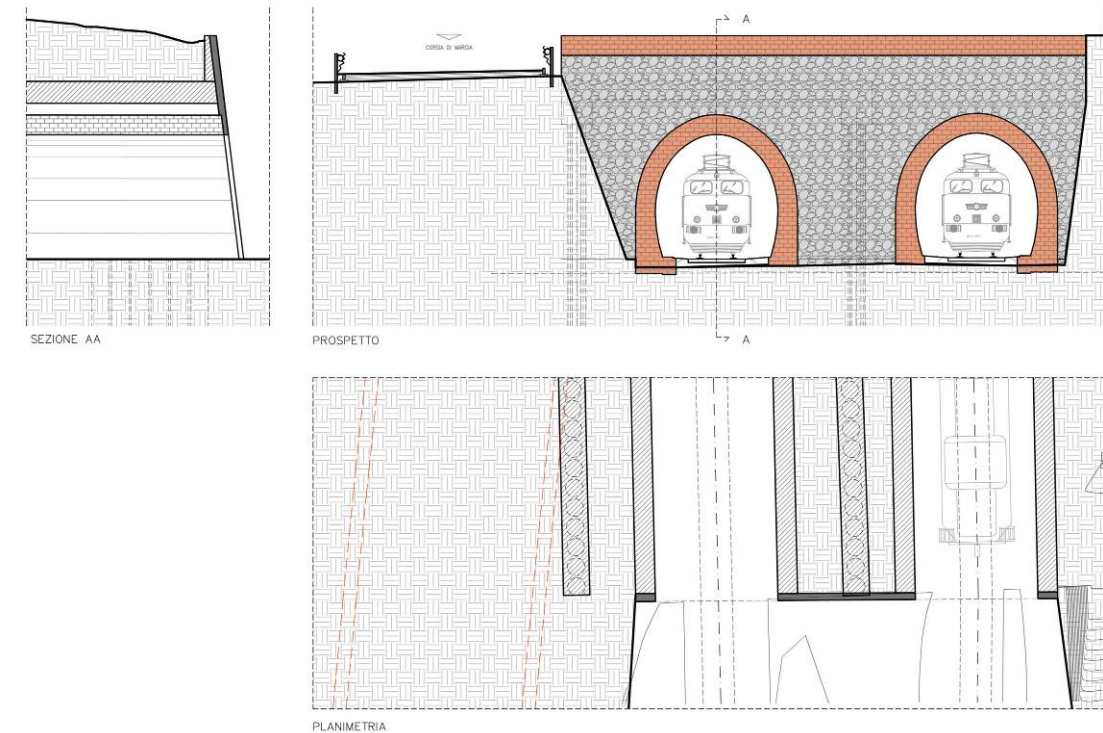 A
CORSIA DI MARCIA
SEZIONE AA
PROSPETTO
A
PLANIMETRIA